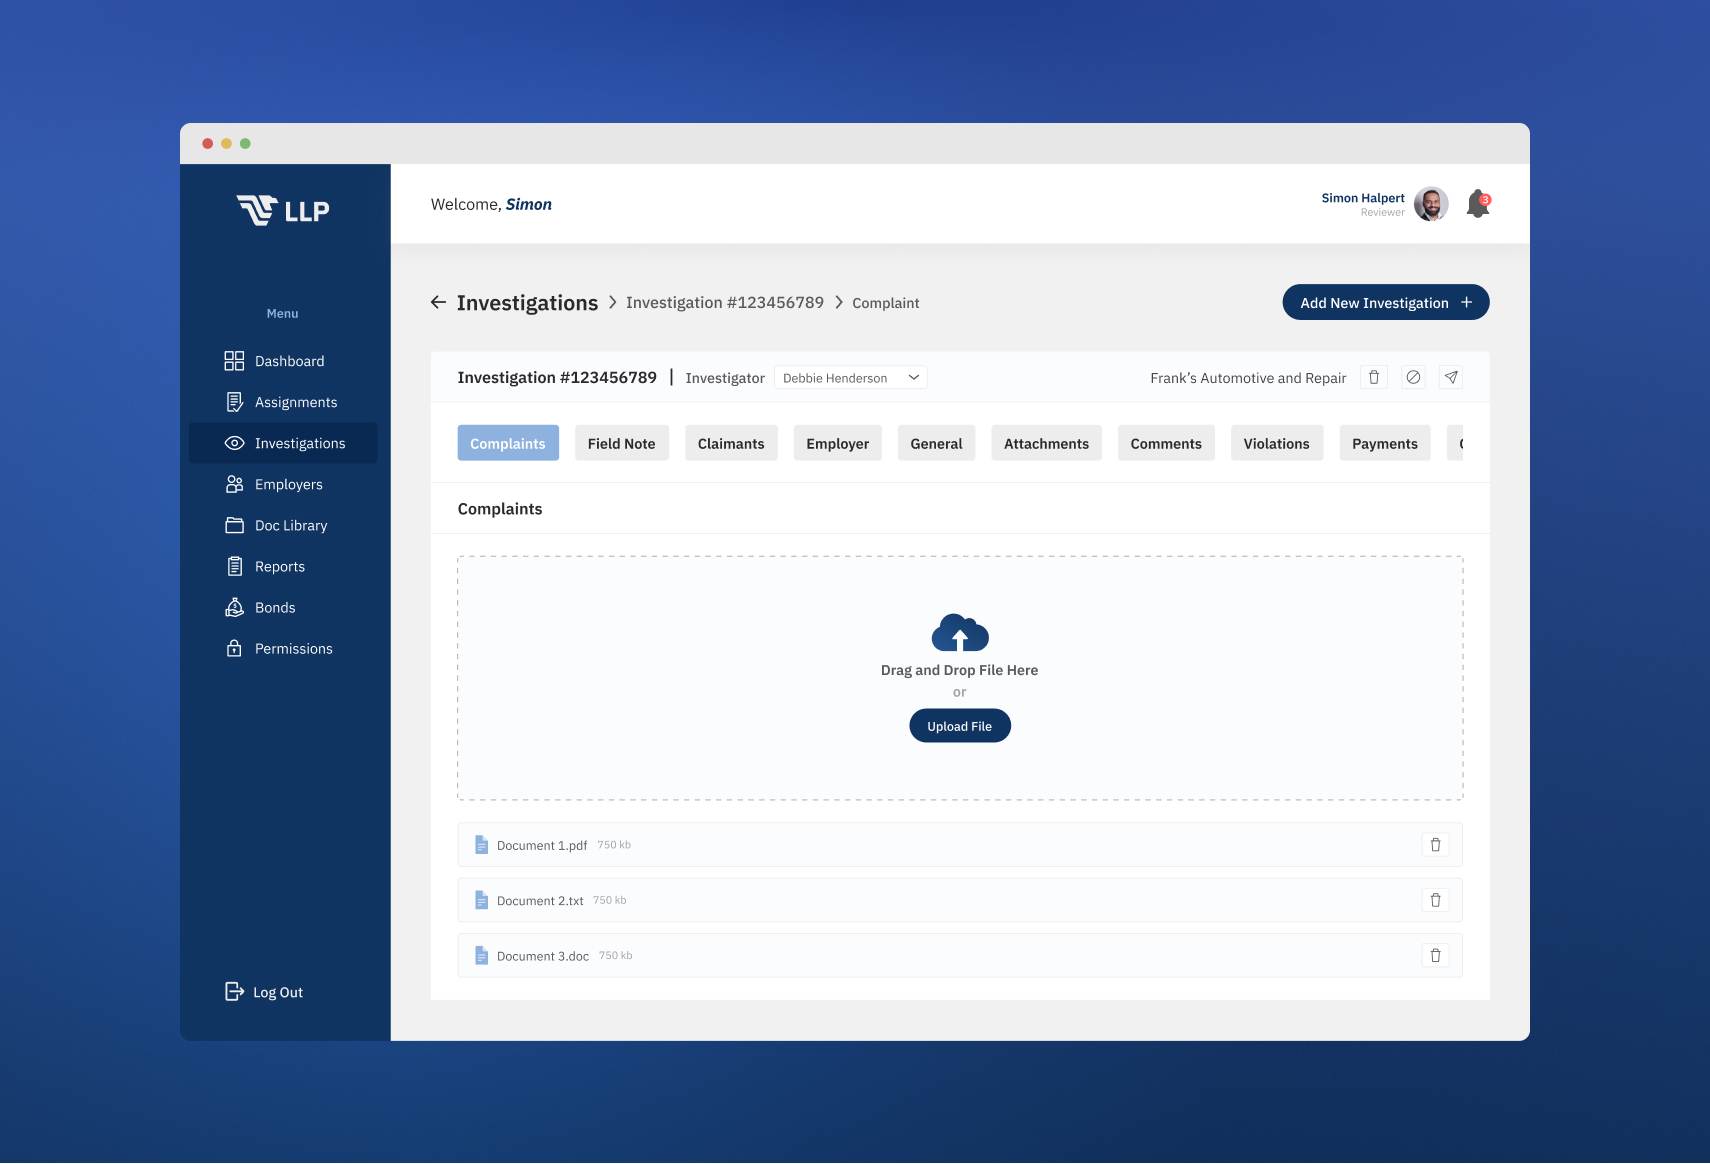 LLP
Welcome, Simon
Simon Halpert
Reviewer
3
Menu
Dashboard
Assignments
Investigations
Employers
Doc Library
Reports
Bonds
Permissions
Log Out
Investigations > Investigation #123456789 > Complaint
Add New Investigation +
Investigation #123456789 | Investigator Debbie Henderson
Frank’s Automotive and Repair
Complaints Field Note Claimants Employer General Attachments Comments Violations Payments
Complaints
Drag and Drop File Here
or
Upload File
Document 1.pdf 750 kb
Document 2.txt 750 kb
Document 3.doc 750 kb